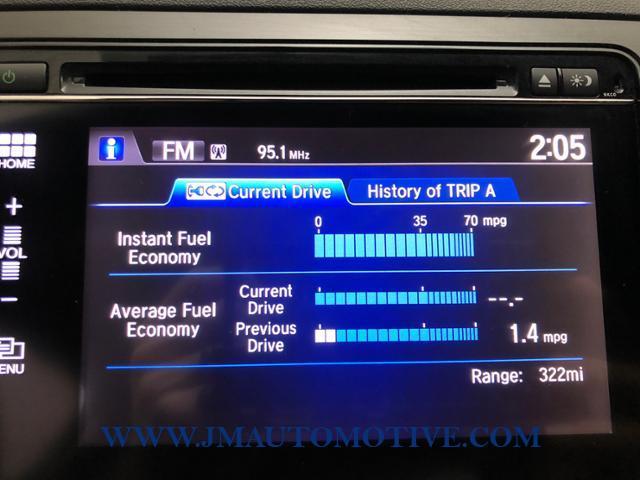 FM 95.1 MHz 2:05
HOME
Current Drive History of TRIP A
+
VOL
-
0 35 70 mpg
Instant Fuel
Economy
Average Fuel
Economy
Current
Drive
--.-
Previous
Drive
1.4 mpg
ENU
Range: 322mi
WWW.JMAUTOMOTIVE.COM